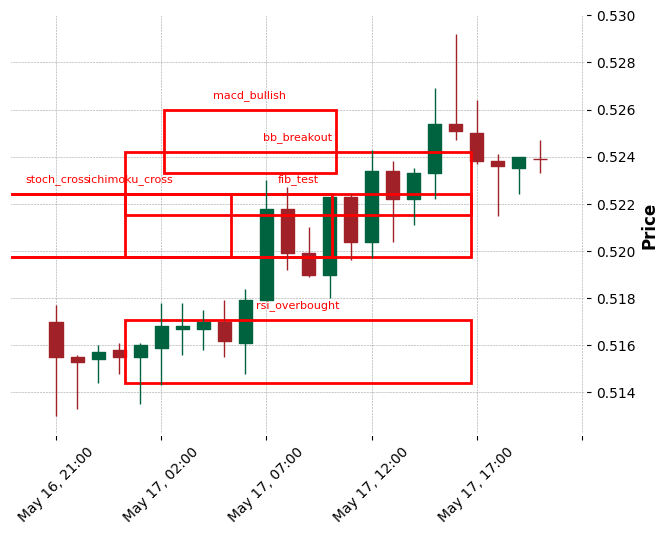 0.530
0.528
macd_bullish
0.526
bb_breakout
0.524
stoch_cross
ichimoku_cross
fib_test
0.522
0.520
0.518
rsi_overbought
0.516
0.514
Price
May 16, 21:00
May 17, 02:00
May 17, 07:00
May 17, 12:00
May 17, 17:00